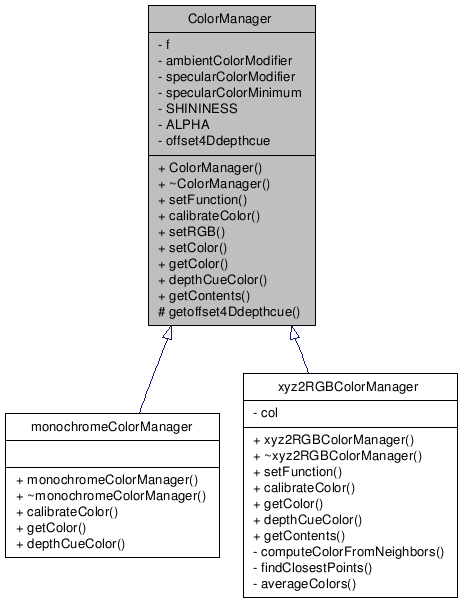 ColorManager
- f
- ambientColorModifier
- specularColorModifier
- specularColorMinimum
- SHININESS
- ALPHA
- offset4Ddepthcue
+ ColorManager()
+ ~ColorManager()
+ setFunction()
+ calibrateColor()
+ setRGB()
+ setColor()
+ getColor()
+ depthCueColor()
+ getContents()
# getoffset4Ddepthcue()
monochromeColorManager
+ monochromeColorManager()
+ ~monochromeColorManager()
+ calibrateColor()
+ getColor()
+ depthCueColor()
xyz2RGBColorManager
- col
+ xyz2RGBColorManager()
+ ~xyz2RGBColorManager()
+ setFunction()
+ calibrateColor()
+ getColor()
+ depthCueColor()
+ getContents()
- computeColorFromNeighbors()
- findClosestPoints()
- averageColors()